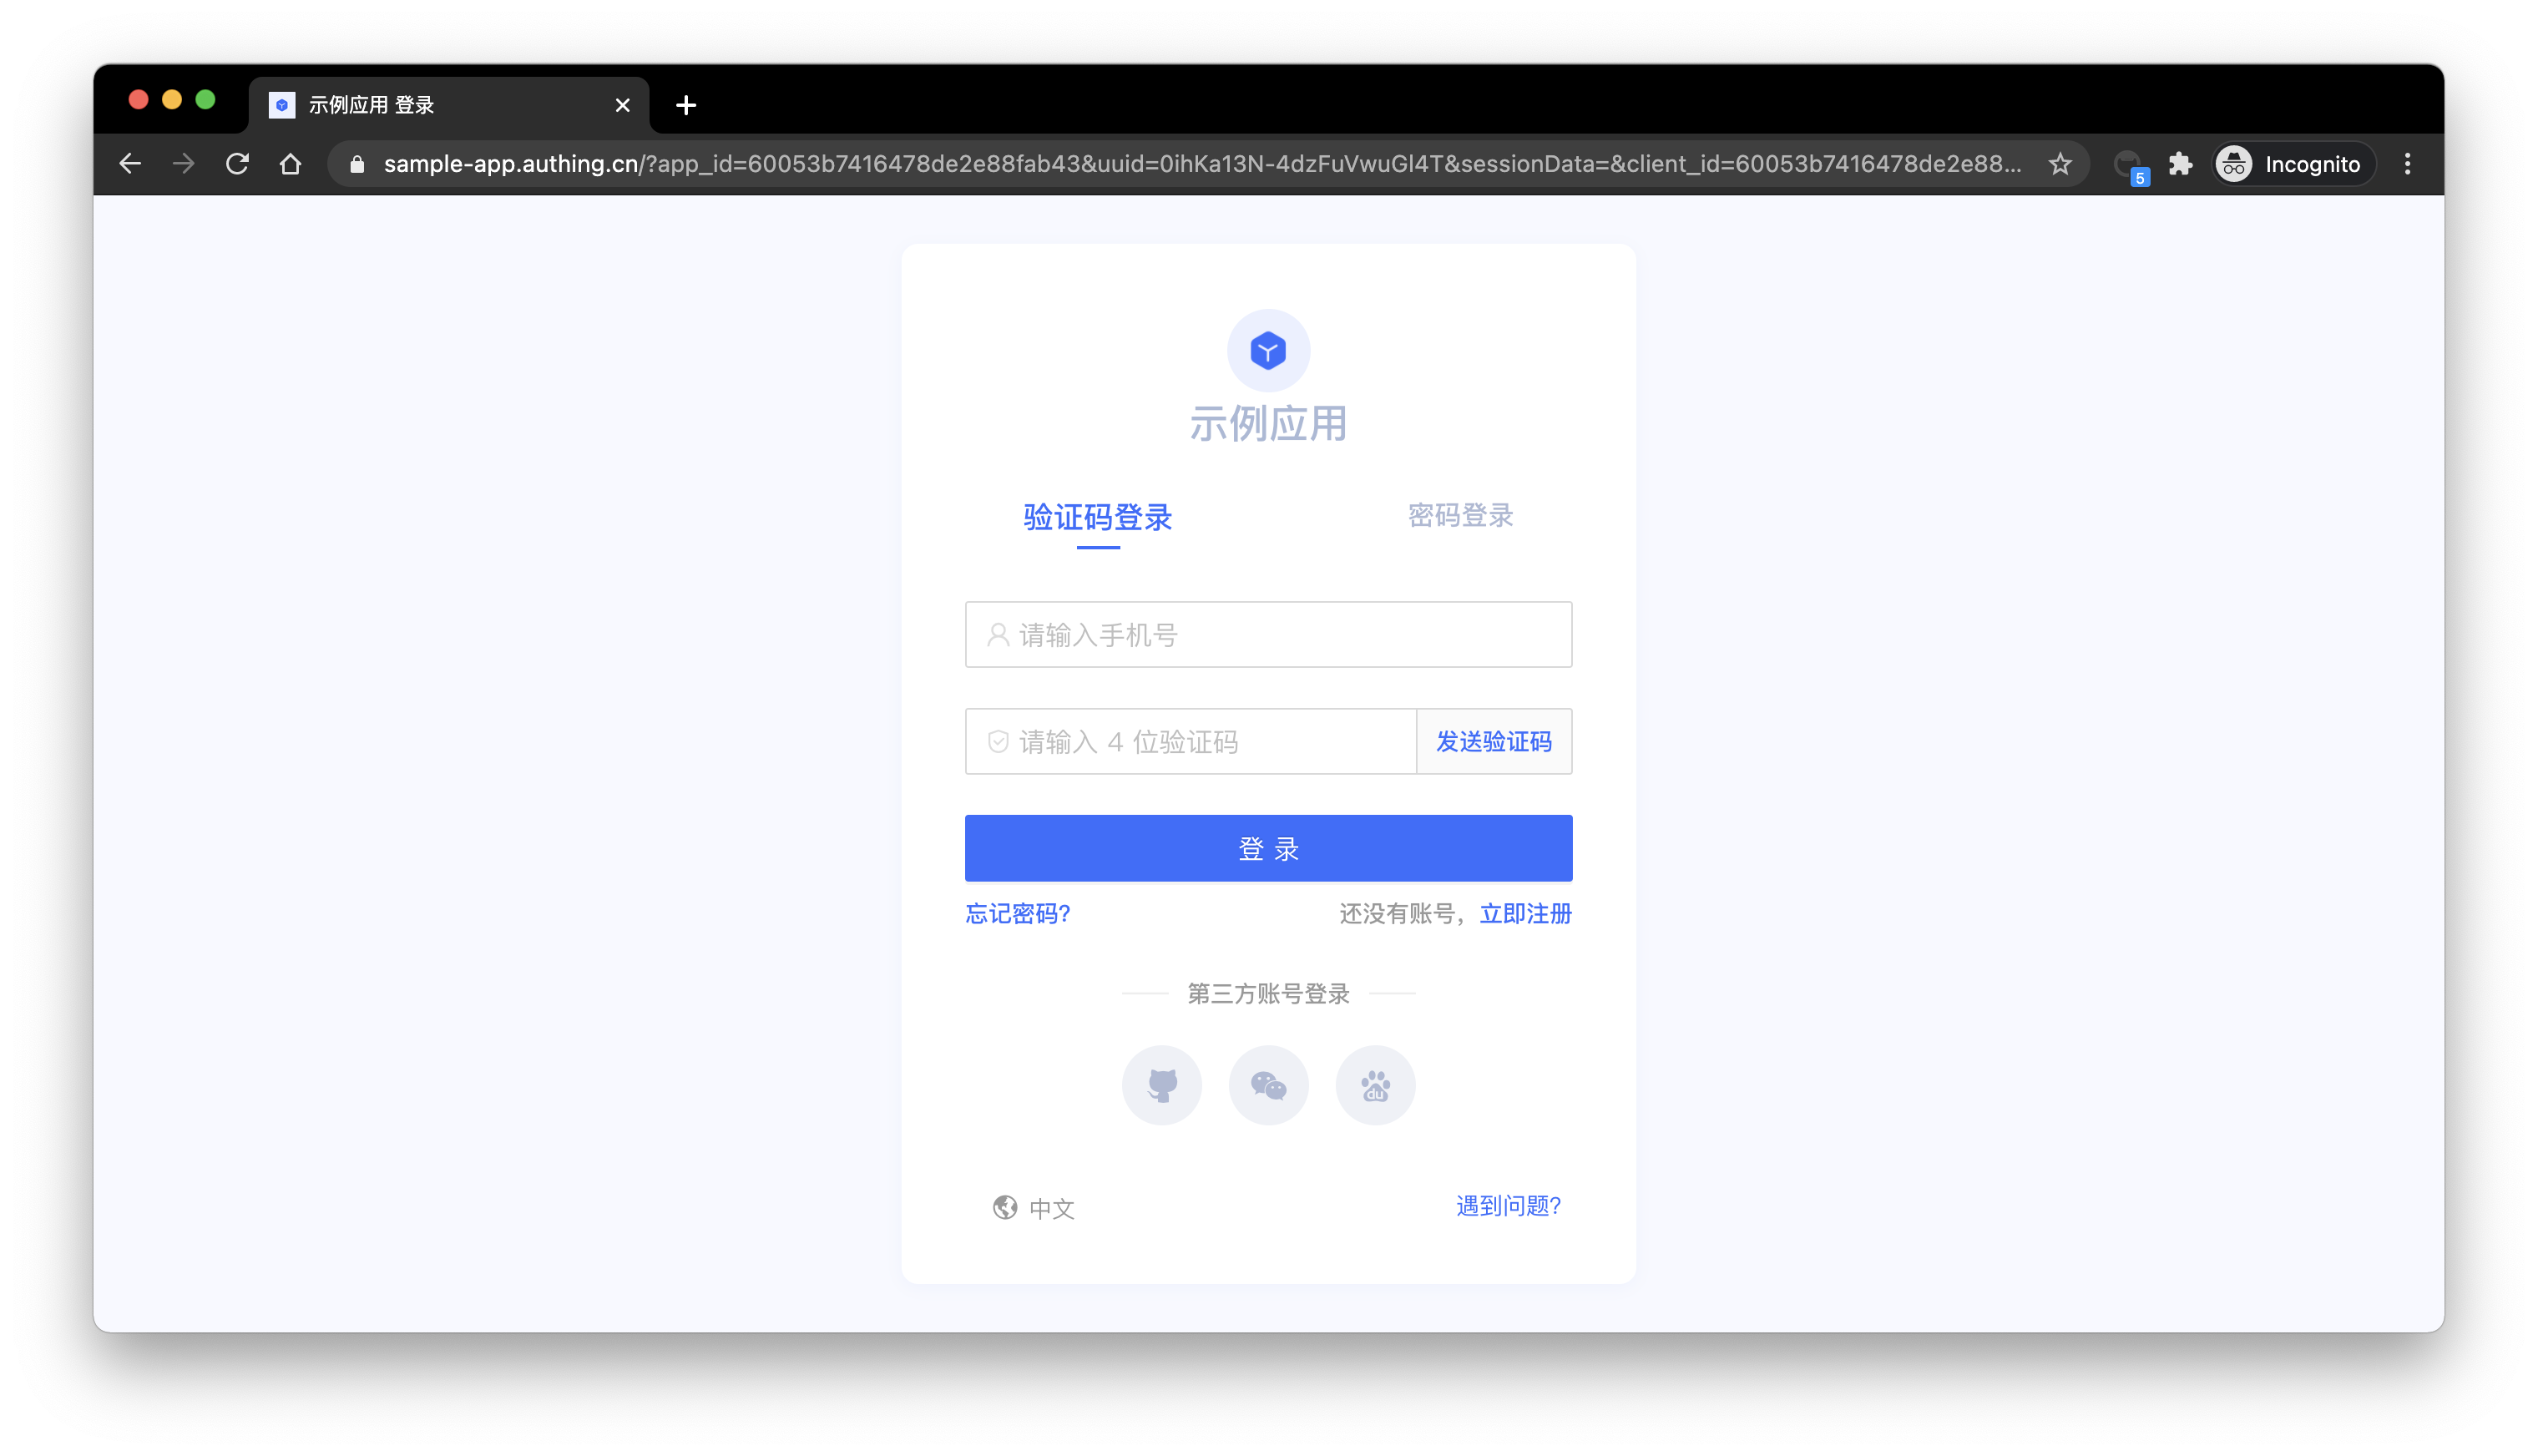 示例应用 登录
sample-app.authing.cn/?app_id=60053b7416478de2e88fab43&uuid=0ihKa13N-4dzFuVwuGl4T&sessionData=&client_id=60053b7416478de2e88...
5
Incognito
示例应用
验证码登录 密码登录
请输入手机号
请输入 4 位验证码 发送验证码
登 录
忘记密码? 还没有账号，立即注册
第三方账号登录
du
中文 遇到问题?